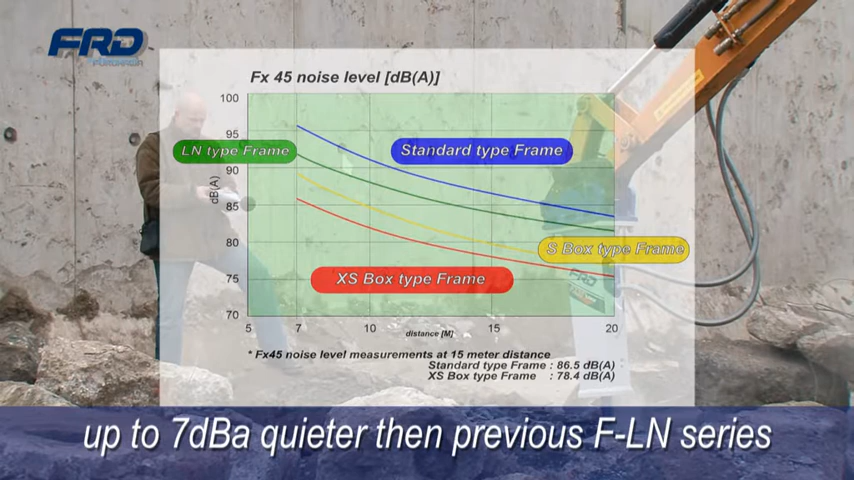 FRD
FURUKAWA
Fx 45 noise level [dB(A)]
100
95
90
85
80
75
70
dB(A)
LN type Frame
Standard type Frame
S Box type Frame
XS Box type Frame
5 7 10 15 20
distance [M]
* Fx45 noise level measurements at 15 meter distance
Standard type Frame : 86.5 dB(A)
XS Box type Frame : 78.4 dB(A)
FRD
up to 7dBa quieter then previous F-LN series